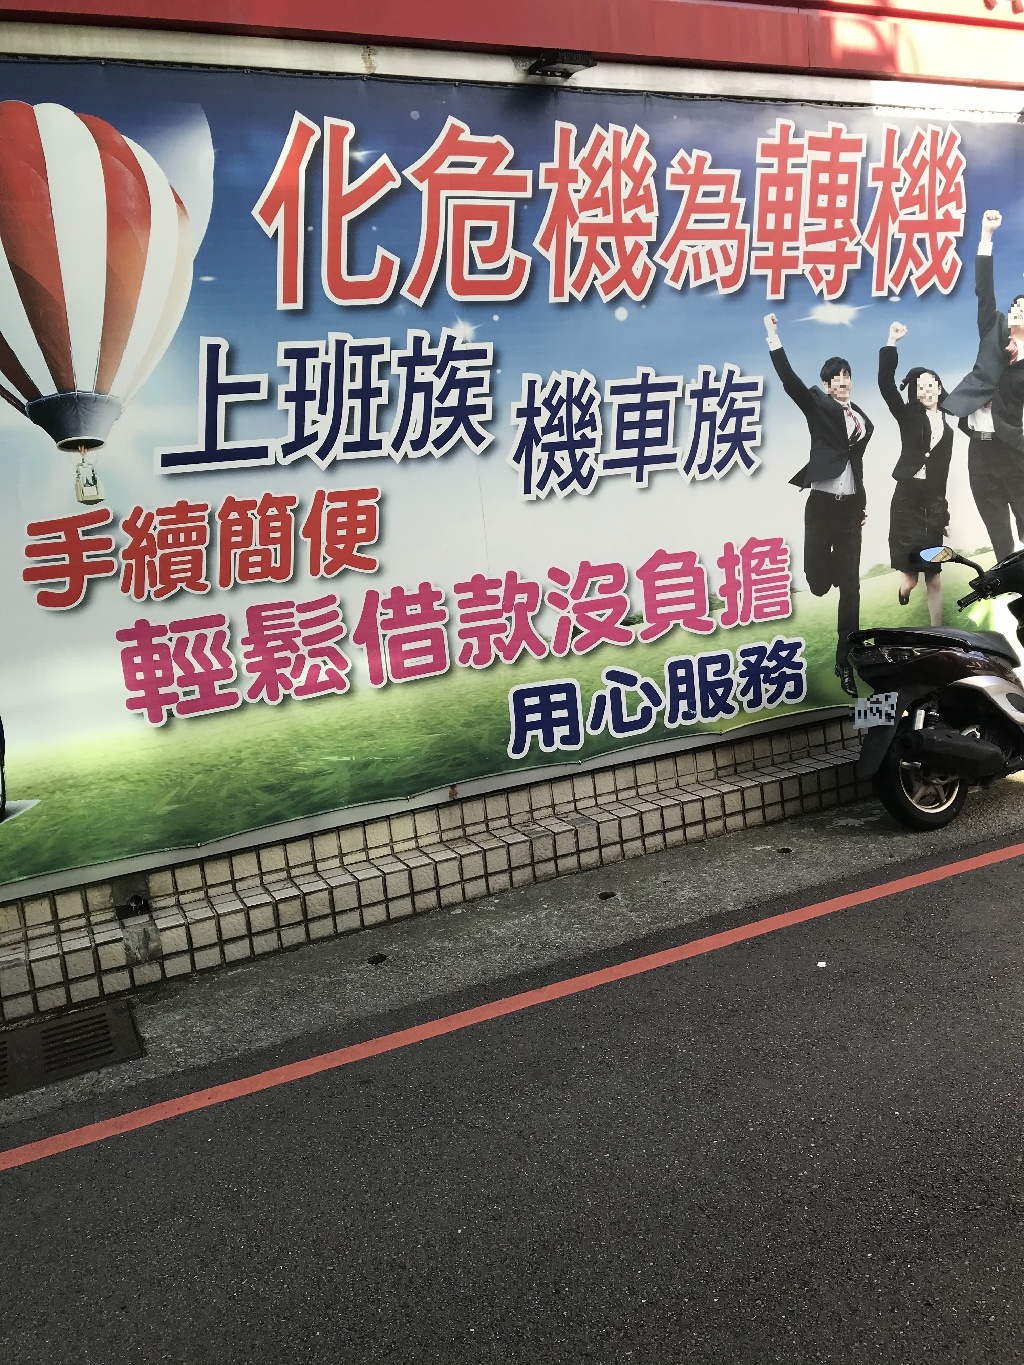 化危機為轉機
上班族 機車族
手續簡便
輕鬆借款沒負擔
用心服務